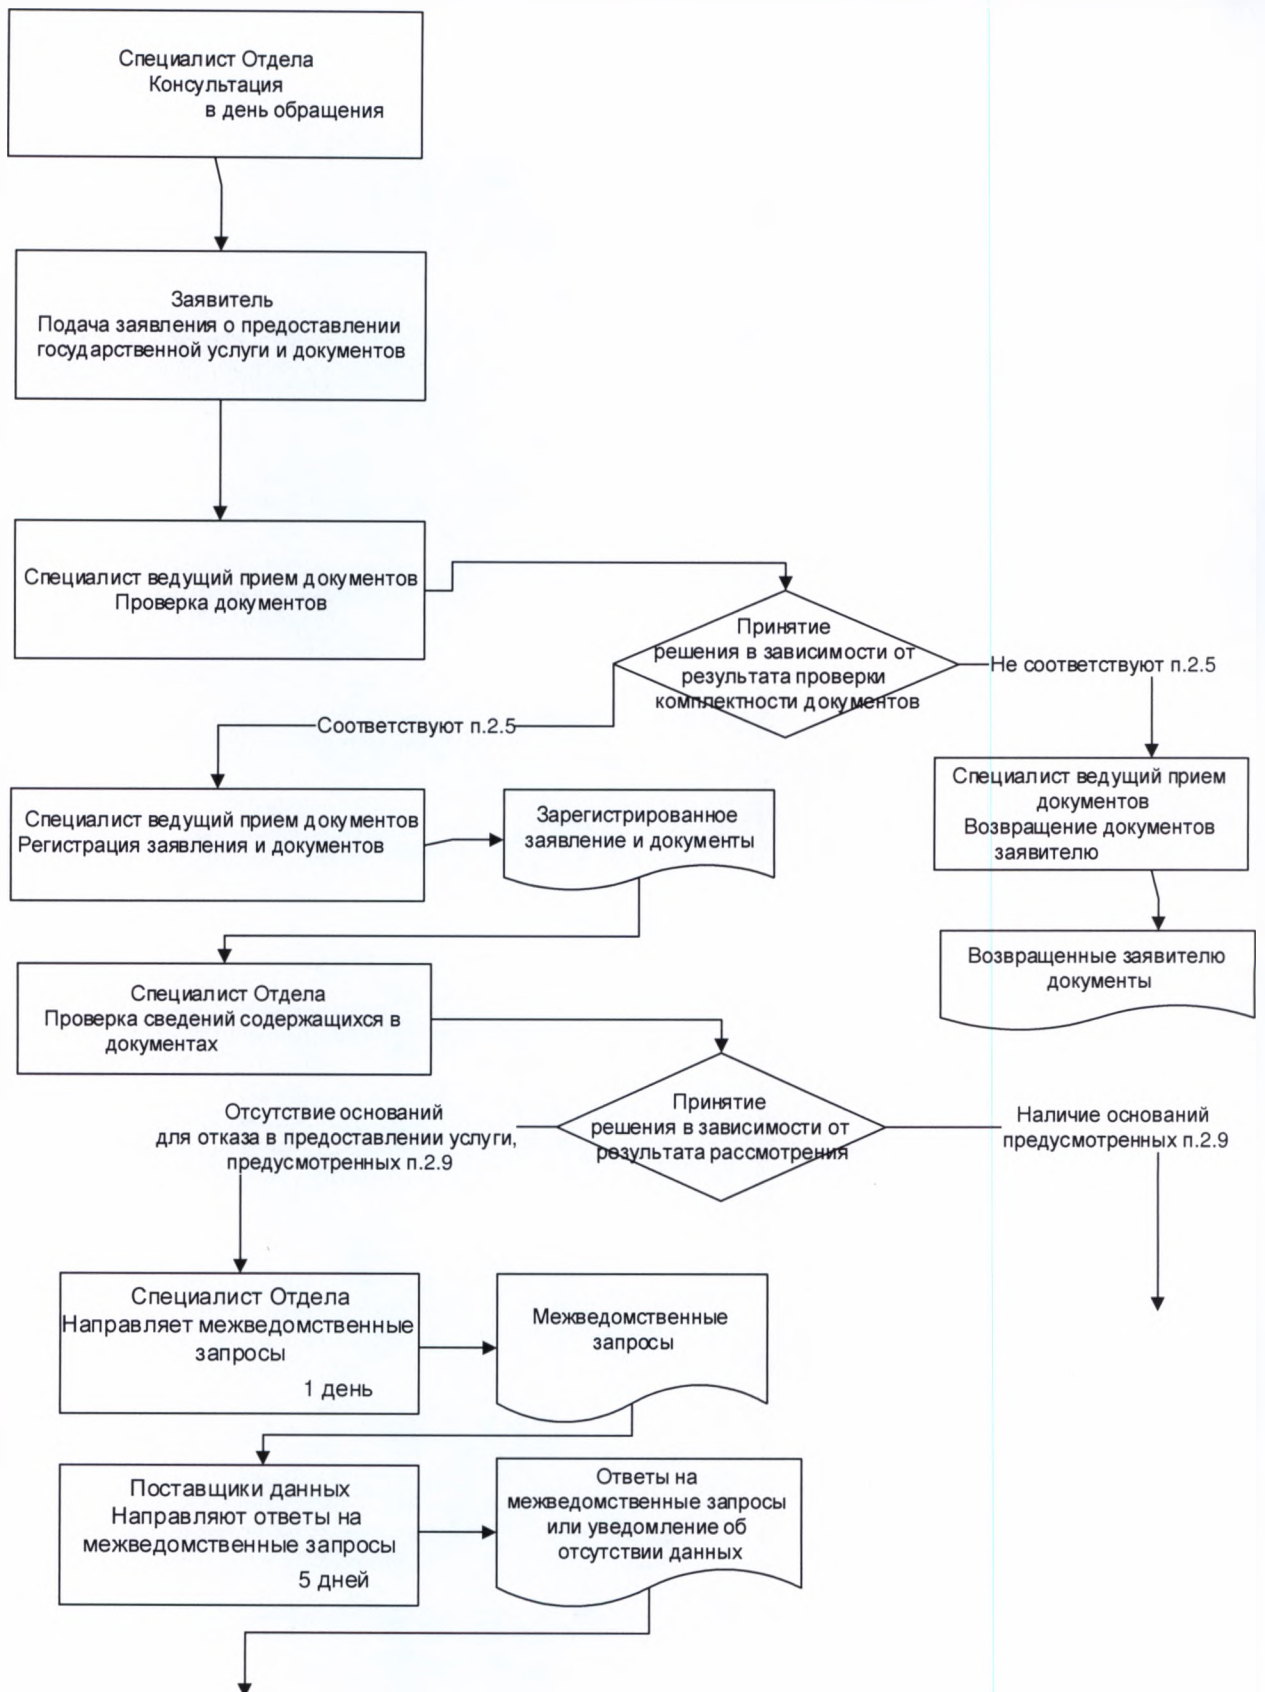 Специалист Отдела
Консультация
в день обращения
Заявитель
Подача заявления о предоставлении
государственной услуги и документов
Специалист ведущий прием документов
Проверка документов
Принятие
решения в зависимости от
результата проверки
комплектности документов
Не соответствуют п.2.5
Соответствуют п.2.5
Специалист ведущий прием
документов
Возвращение документов
заявителю
Специалист ведущий прием документов
Регистрация заявления и документов
Зарегистрированное
заявление и документы
Возвращенные заявителю
документы
Специалист Отдела
Проверка сведений содержащихся в
документах
Принятие
решения в зависимости от
результата рассмотрения
Отсутствие оснований
для отказа в предоставлении услуги,
предусмотренных п.2.9
Наличие оснований
предусмотренных п.2.9
Специалист Отдела
Направляет межведомственные
запросы
1 день
Межведомственные
запросы
Поставщики данных
Направляют ответы на
межведомственные запросы
5 дней
Ответы на
межведомственные запросы
или уведомление об
отсутствии данных